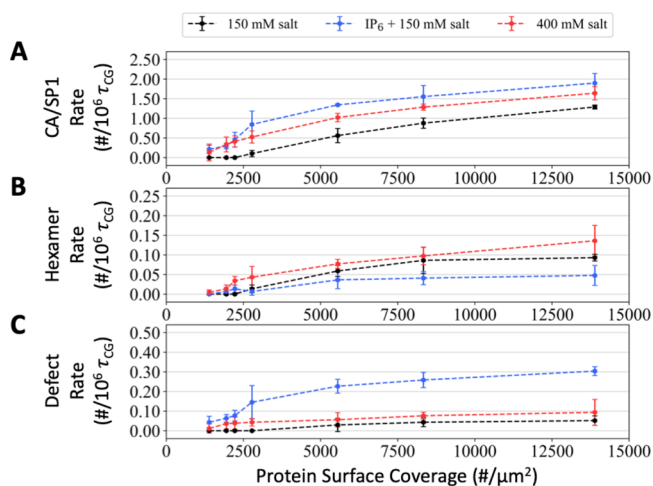 150 mM salt IP₆ + 150 mM salt 400 mM salt
A
CA/SP1
Rate
(#/10⁶ τ_CG)
2.50
2.00
1.50
1.00
0.50
0.00
0 2500 5000 7500 10000 12500 15000
B
Hexamer
Rate
(#/10⁶ τ_CG)
0.25
0.20
0.15
0.10
0.05
0.00
0 2500 5000 7500 10000 12500 15000
C
Defect
Rate
(#/10⁶ τ_CG)
0.50
0.40
0.30
0.20
0.10
0.00
0 2500 5000 7500 10000 12500 15000
Protein Surface Coverage (#/μm²)